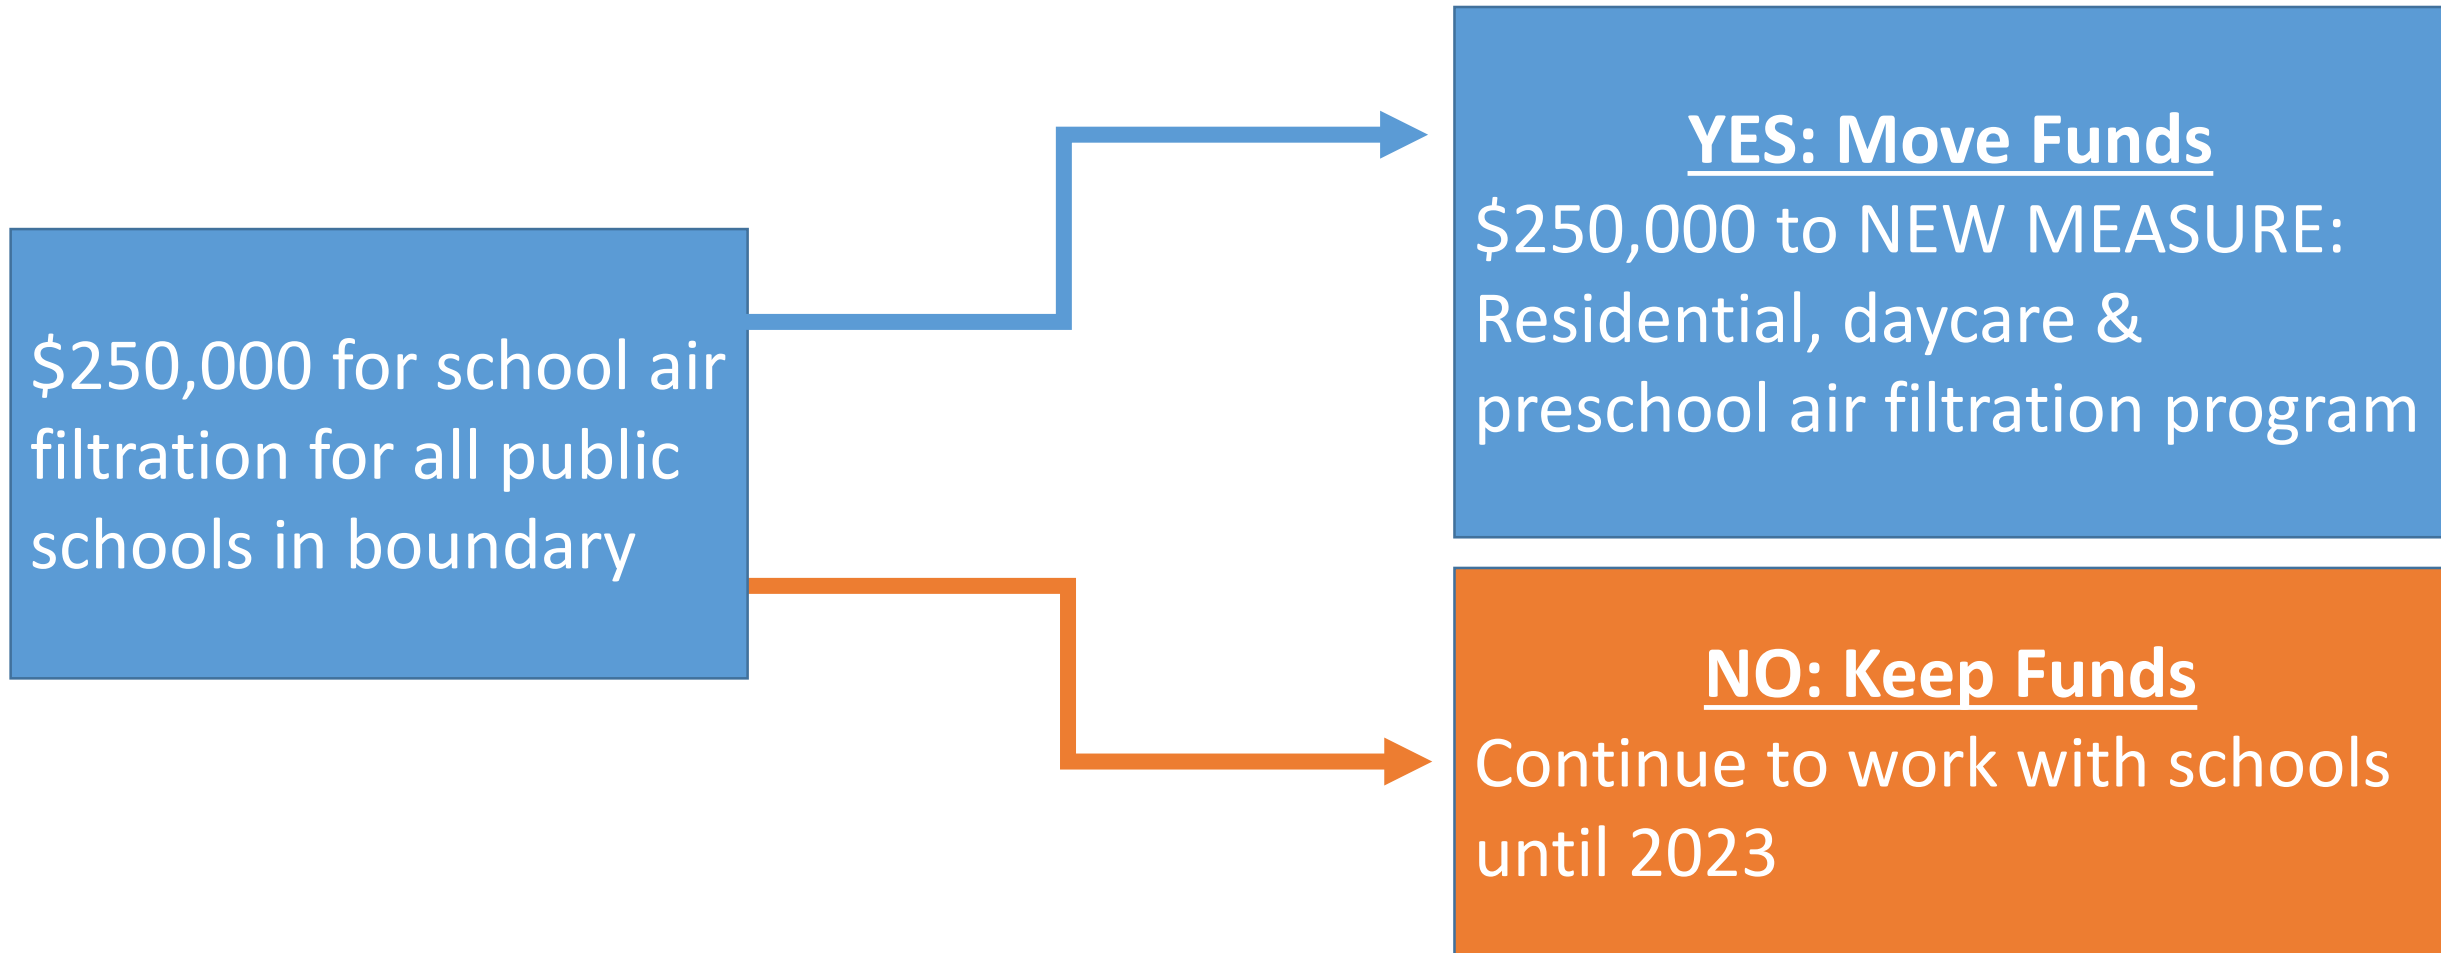 $250,000 for school air
filtration for all public
schools in boundary
YES: Move Funds
$250,000 to NEW MEASURE:
Residential, daycare &
preschool air filtration program
NO: Keep Funds
Continue to work with schools
until 2023